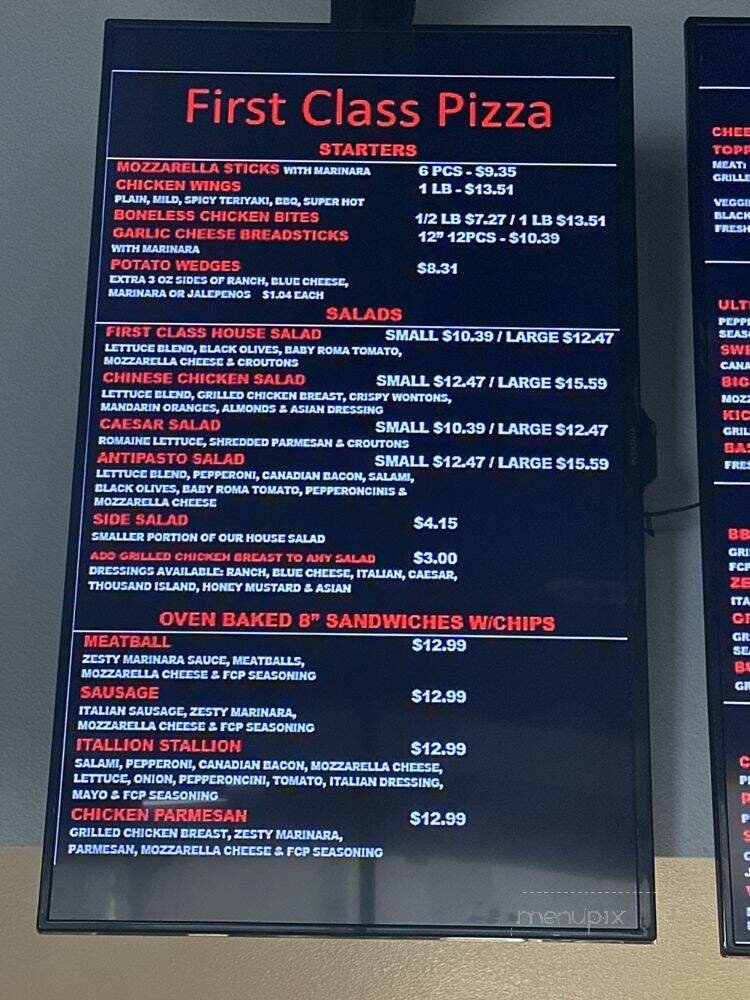 First Class Pizza
STARTERS
MOZZARELLA STICKS WITH MARINARA 6 PCS - $9.35
CHICKEN WINGS 1 LB - $13.51
PLAIN, MILD, SPICY TERIYAKI, BBQ, SUPER HOT
BONELESS CHICKEN BITES 1/2 LB $7.27 / 1 LB $13.51
GARLIC CHEESE BREADSTICKS 12” 12PCS - $10.39
WITH MARINARA
POTATO WEDGES $8.31
EXTRA 3 OZ SIDES OF RANCH, BLUE CHEESE,
MARINARA OR JALEPENOS $1.04 EACH
SALADS
FIRST CLASS HOUSE SALAD SMALL $10.39 / LARGE $12.47
LETTUCE BLEND, BLACK OLIVES, BABY ROMA TOMATO,
MOZZARELLA CHEESE & CROUTONS
CHINESE CHICKEN SALAD SMALL $12.47 / LARGE $15.59
LETTUCE BLEND, GRILLED CHICKEN BREAST, CRISPY WONTONS,
MANDARIN ORANGES, ALMONDS & ASIAN DRESSING
CAESAR SALAD SMALL $10.39 / LARGE $12.47
ROMAINE LETTUCE, SHREDDED PARMESAN & CROUTONS
ANTIPASTO SALAD SMALL $12.47 / LARGE $15.59
LETTUCE BLEND, PEPPERONI, CANADIAN BACON, SALAMI,
BLACK OLIVES, BABY ROMA TOMATO, PEPPERONCINIS &
MOZZARELLA CHEESE
SIDE SALAD $4.15
SMALLER PORTION OF OUR HOUSE SALAD
ADD GRILLED CHICKEN BREAST TO ANY SALAD $3.00
DRESSINGS AVAILABLE: RANCH, BLUE CHEESE, ITALIAN, CAESAR,
THOUSAND ISLAND, HONEY MUSTARD & ASIAN
OVEN BAKED 8” SANDWICHES W/CHIPS
MEATBALL $12.99
ZESTY MARINARA SAUCE, MEATBALLS,
MOZZARELLA CHEESE & FCP SEASONING
SAUSAGE $12.99
ITALIAN SAUSAGE, ZESTY MARINARA,
MOZZARELLA CHEESE & FCP SEASONING
ITALLION STALLION $12.99
SALAMI, PEPPERONI, CANADIAN BACON, MOZZARELLA CHEESE,
LETTUCE, ONION, PEPPERONCINI, TOMATO, ITALIAN DRESSING,
MAYO & FCP SEASONING
CHICKEN PARMESAN $12.99
GRILLED CHICKEN BREAST, ZESTY MARINARA,
PARMESAN, MOZZARELLA CHEESE & FCP SEASONING
menupix
MEAT:
BLACK
FRESH
BIG
FCP